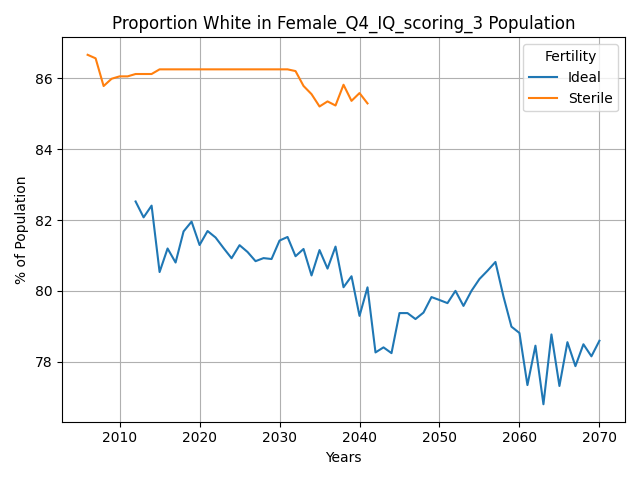 Proportion White in Female_Q4_IQ_scoring_3 Population
Fertility
Ideal
Sterile
% of Population
86
84
82
80
78
2010 2020 2030 2040 2050 2060 2070
Years